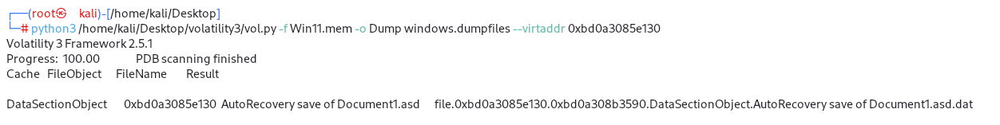 ┌──(root㉿ kali)-[/home/kali/Desktop]
└─# python3 /home/kali/Desktop/volatility3/vol.py -f Win11.mem -o Dump windows.dumpfiles --virtaddr 0xbd0a3085e130
Volatility 3 Framework 2.5.1
Progress: 100.00 PDB scanning finished
Cache FileObject FileName Result
DataSectionObject 0xbd0a3085e130 AutoRecovery save of Document1.asd file.0xbd0a3085e130.0xbd0a308b3590.DataSectionObject.AutoRecovery save of Document1.asd.dat